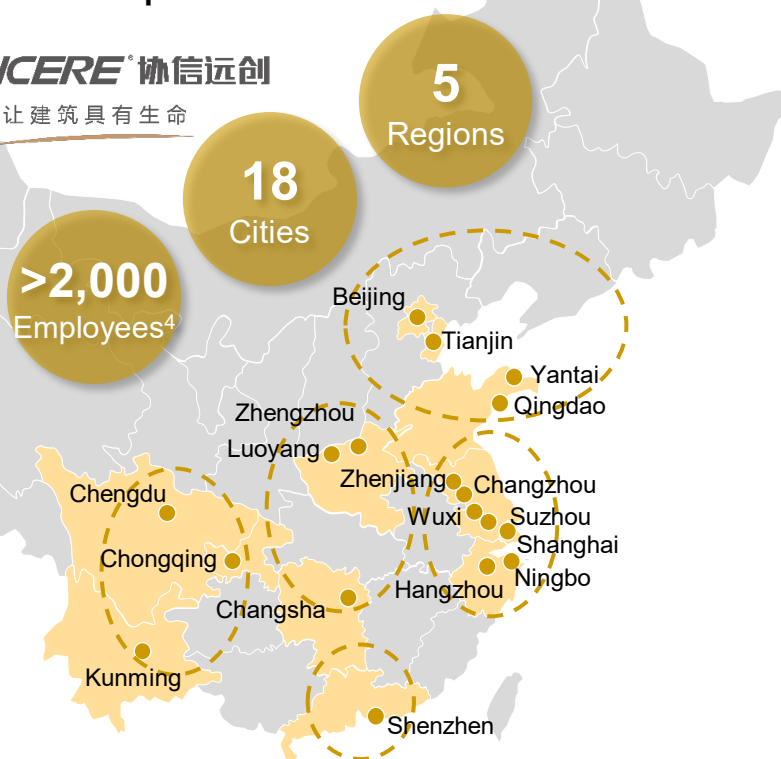 CERE® 协信远创
让建筑具有生命
5
Regions
18
Cities
>2,000
Employees4
Beijing
Tianjin
Yantai
Qingdao
Zhengzhou
Luoyang
Zhenjiang
Changzhou
Wuxi
Suzhou
Shanghai
Ningbo
Hangzhou
Chengdu
Chongqing
Changsha
Kunming
Shenzhen